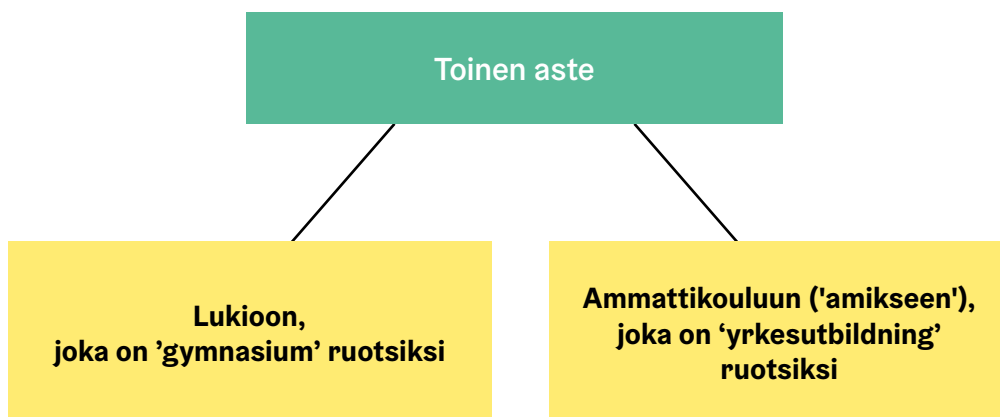 Toinen aste
Lukioon,
joka on ’gymnasium’ ruotsiksi
Ammattikouluun ('amikseen'),
joka on ‘yrkesutbildning’
ruotsiksi